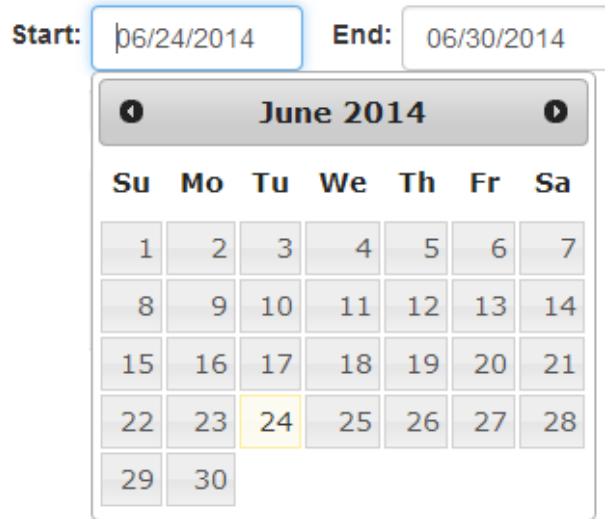 Start: 06/24/2014 End: 06/30/2014
June 2014
Su Mo Tu We Th Fr Sa
1 2 3 4 5 6 7
8 9 10 11 12 13 14
15 16 17 18 19 20 21
22 23 24 25 26 27 28
29 30